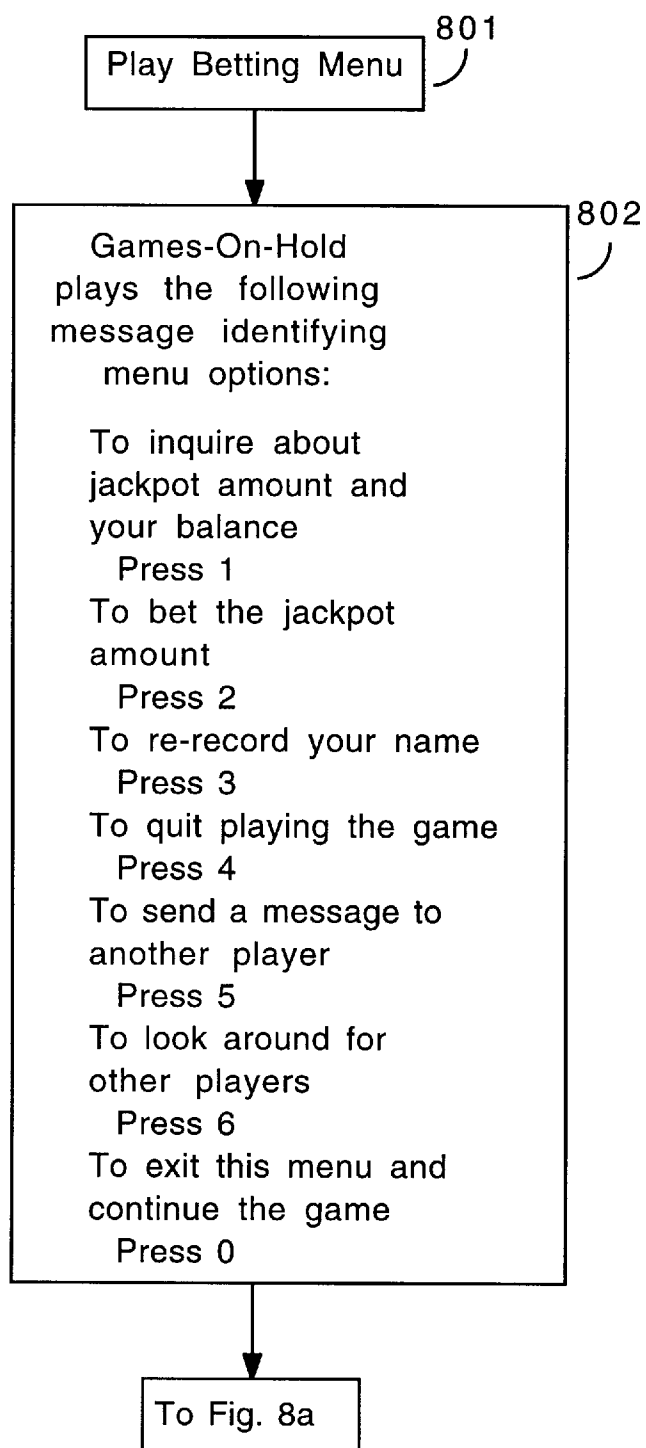 801
Play Betting Menu
802
Games-On-Hold
plays the following
message identifying
menu options:
To inquire about
jackpot amount and
your balance
Press 1
To bet the jackpot
amount
Press 2
To re-record your name
Press 3
To quit playing the game
Press 4
To send a message to
another player
Press 5
To look around for
other players
Press 6
To exit this menu and
continue the game
Press 0
To Fig. 8a